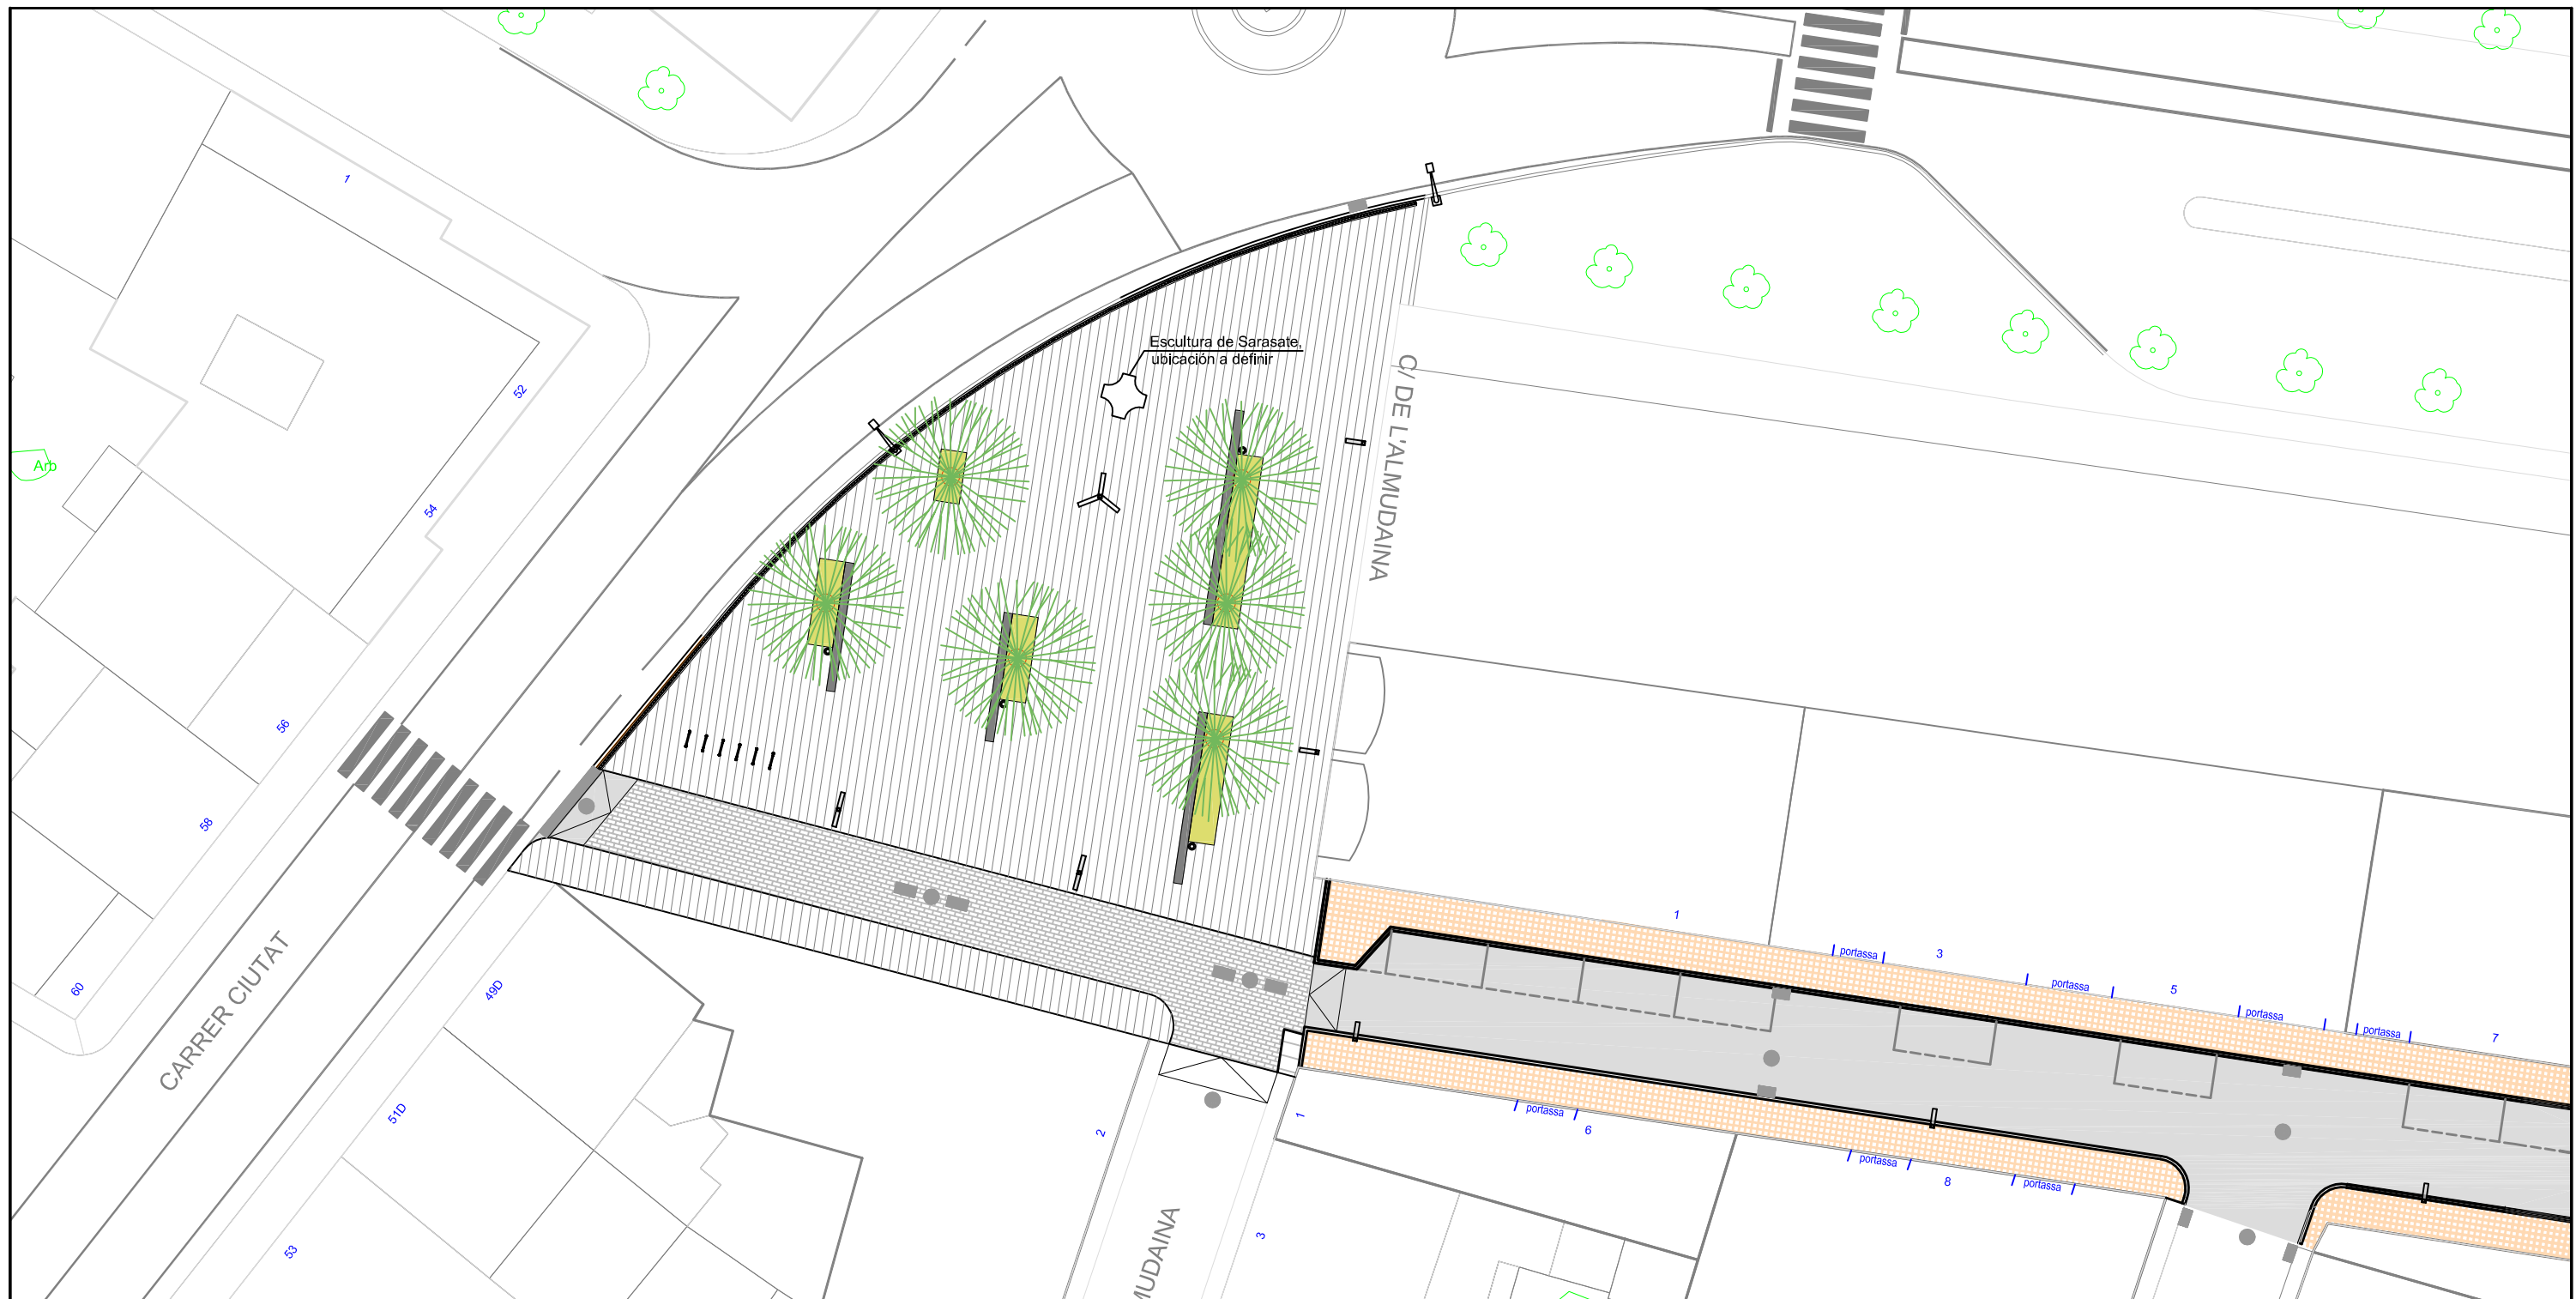 1
52
54
Arb
56
58
60
CARRER CIUTAT
49D
51D
53
Escultura de Sarasate,
ubicación a definir
C/ DE L'ALMUDAINA
1
portassa
3
portassa
5
portassa
portassa
7
2
1
3
MUDAINA
portassa
6
portassa
8
portassa